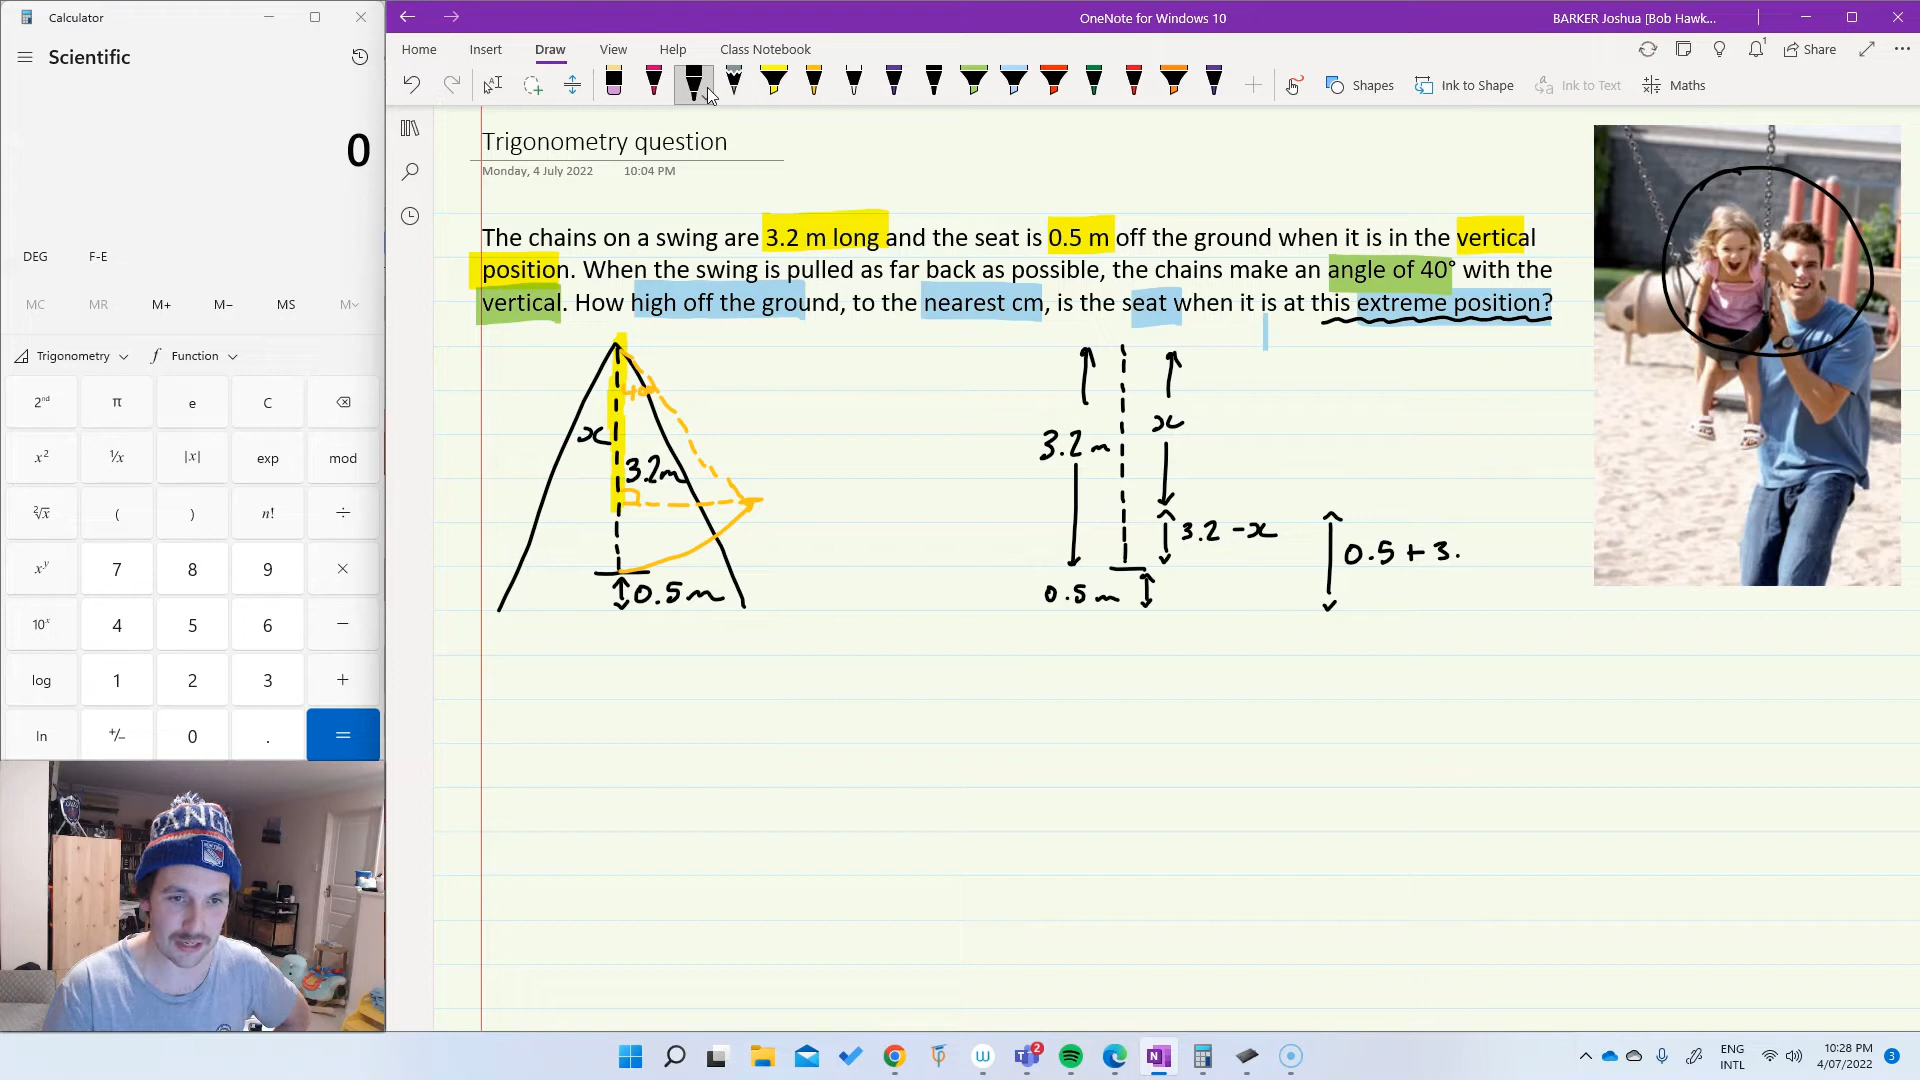 Calculator
OneNote for Windows 10
BARKER Joshua [Bob Hawk...
Scientific
Home Insert Draw View Help Class Notebook
Share
Shapes Ink to Shape Ink to Text Maths
0
DEG F-E
MC MR M+ M− MS M
Trigonometry Function
2nd π e C
x² ¹/x |x| exp mod
²√x ( ) n! ÷
xʸ 7 8 9 ×
10ˣ 4 5 6 −
log 1 2 3 +
ln +/− 0 . =
Trigonometry question
Monday, 4 July 2022 10:04 PM
The chains on a swing are 3.2 m long and the seat is 0.5 m off the ground when it is in the vertical
position. When the swing is pulled as far back as possible, the chains make an angle of 40° with the
vertical. How high off the ground, to the nearest cm, is the seat when it is at this extreme position?
40
x
3.2m
0.5m
3.2m
x
3.2 -x
0.5m
0.5 + 3.
RANGE
2
ENG
INTL
10:28 PM
4/07/2022
3